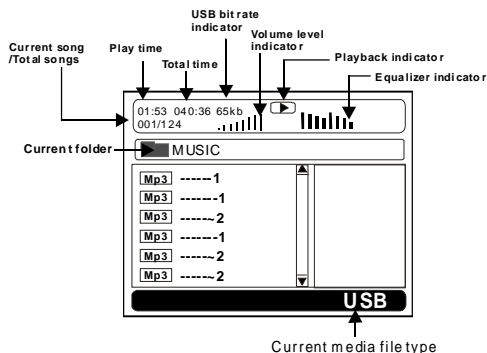 USB bit rate
indicator
Volume level
indicator
Current song
/Total songs
Play time
Total time
Playback indicator
Equalizer indicator
01:53 040:36 65kb
001/124
Current folder
MUSIC
Mp3 ------1
Mp3 ------1
Mp3 -----~2
Mp3 ------1
Mp3 -----~2
Mp3 -----~2
USB
Current media file type